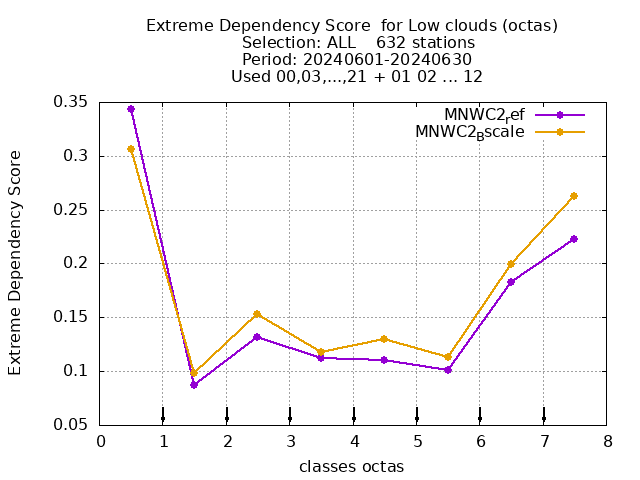 Extreme Dependency Score  for Low clouds (octas)
Selection: ALL    632 stations
Period: 20240601-20240630
Used 00,03,...,21 + 01 02 ... 12
MNWC2ref
MNWC2Bscale
0.35
0.3
0.25
0.2
0.15
0.1
0.05
Extreme Dependency Score
0 1 2 3 4 5 6 7 8
classes octas